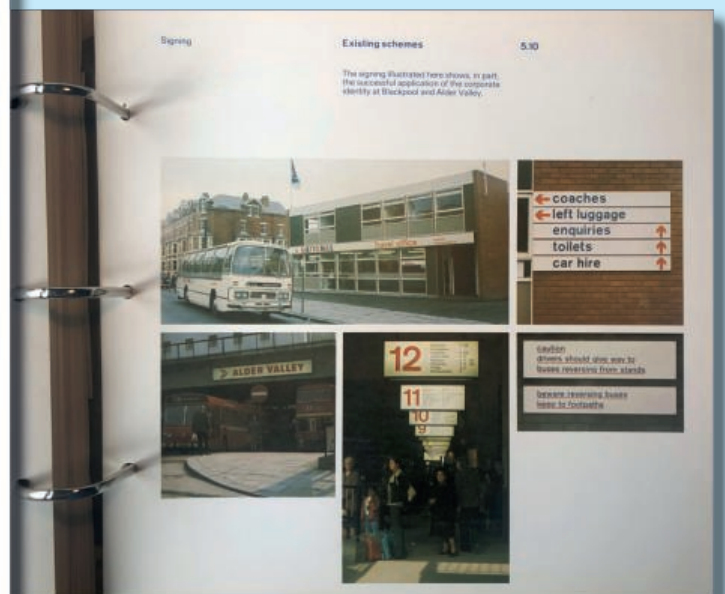 Signing
Existing schemes
5.10
The signing illustrated here shows, in part,
the successful application of the corporate
identity at Blackpool and Alder Valley.
Travel office
coaches
left luggage
enquiries
toilets
car hire
ALDER VALLEY
12
11
10
9
caution
drivers should give way to
buses reversing from stands
beware reversing buses
keep to footpaths